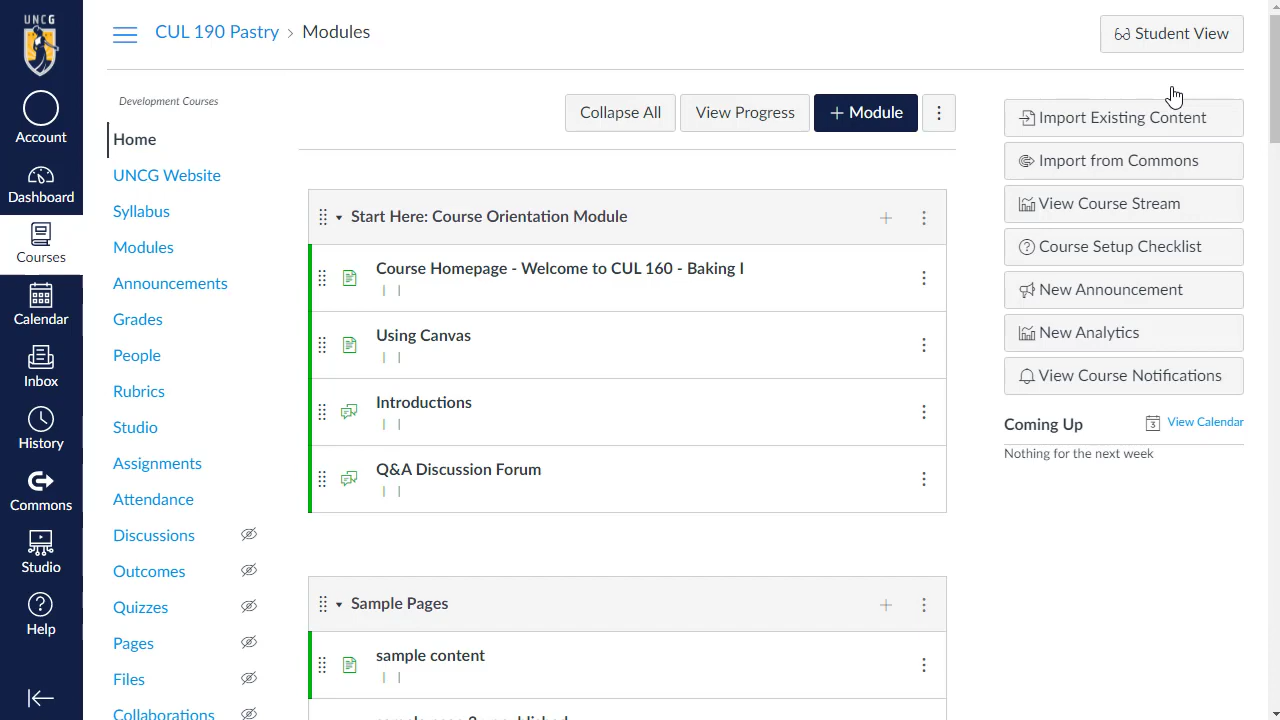 UNCG
CUL 190 Pastry › Modules
Student View
Account
Dashboard
Courses
Calendar
Inbox
History
Commons
Studio
Help
Development Courses
Home
UNCG Website
Syllabus
Modules
Announcements
Grades
People
Rubrics
Studio
Assignments
Attendance
Discussions
Outcomes
Quizzes
Pages
Files
Collaborations
Collapse All
View Progress
+ Module
Start Here: Course Orientation Module
Course Homepage - Welcome to CUL 160 - Baking I
| |
Using Canvas
| |
Introductions
| |
Q&A Discussion Forum
| |
Sample Pages
sample content
| |
Import Existing Content
Import from Commons
View Course Stream
Course Setup Checklist
New Announcement
New Analytics
View Course Notifications
Coming Up
3 View Calendar
Nothing for the next week